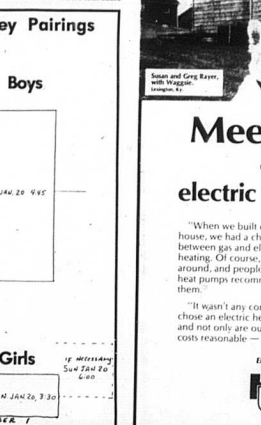 ey Pairings
Boys
JAN. 20 4:45
Girls
IF NECESSARY
SUN JAN 20
6:00
N JAN. 20, 3:30
ER 1
Susan and Greg Rayer,
with Waggsie.
Lexington, Ky.
Mee
electric
"When we built
house, we had a ch
between gas and el
heating. Of course,
around, and people
heat pumps recomm
them."
"It wasn't any con
chose an electric he
and not only are ou
costs reasonable —